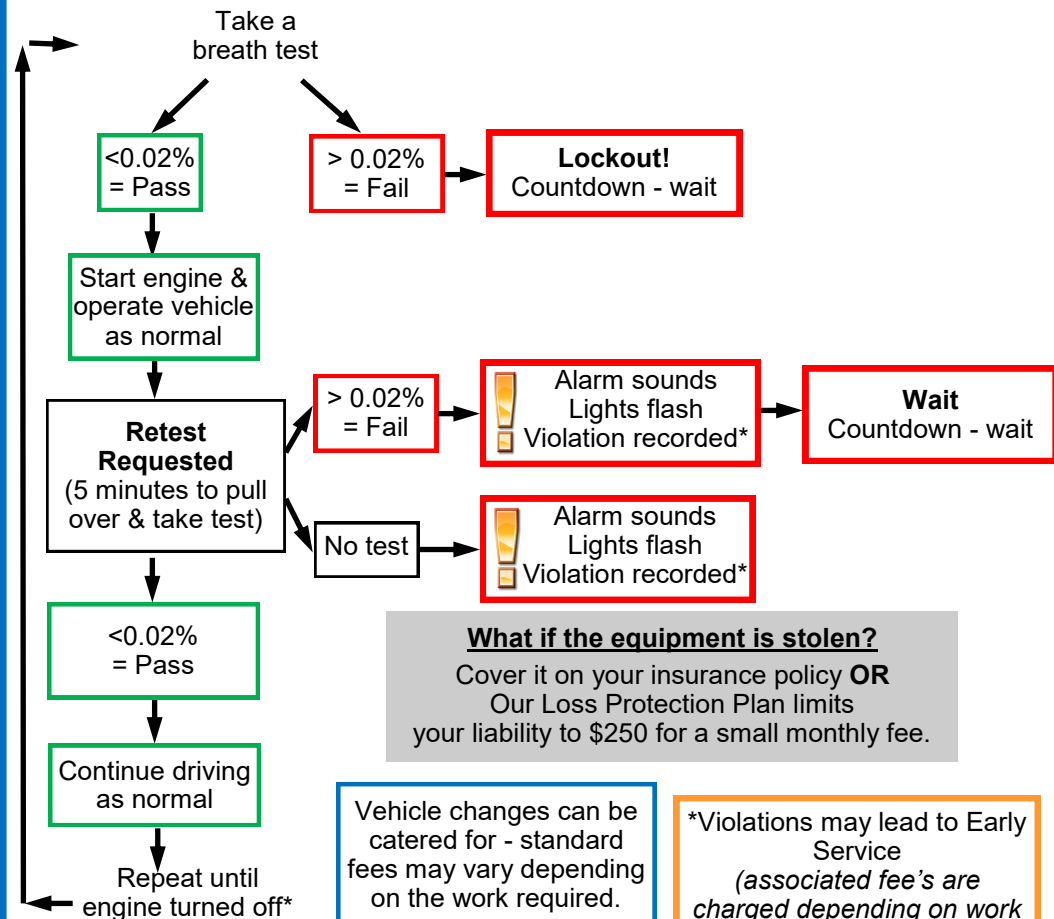 Take a
breath test
<0.02%
= Pass
> 0.02%
= Fail
Lockout!
Countdown - wait
Start engine &
operate vehicle
as normal
Retest
Requested
(5 minutes to pull
over & take test)
> 0.02%
= Fail
Alarm sounds
Lights flash
Violation recorded*
Wait
Countdown - wait
No test
Alarm sounds
Lights flash
Violation recorded*
<0.02%
= Pass
What if the equipment is stolen?
Cover it on your insurance policy OR
Our Loss Protection Plan limits
your liability to $250 for a small monthly fee.
Continue driving
as normal
Repeat until
engine turned off*
Vehicle changes can be
catered for - standard
fees may vary depending
on the work required.
*Violations may lead to Early
Service
(associated fee's are
charged depending on work